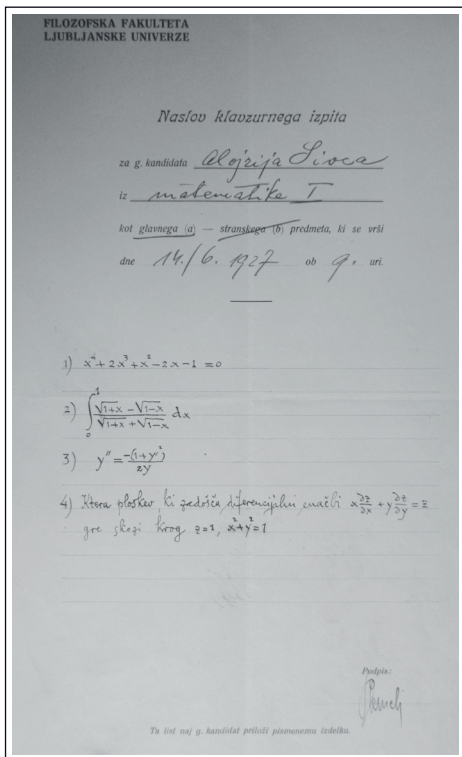 FILOZOFSKA FAKULTETA
LJUBLJANSKE UNIVERZE
Naslov klavzurnega izpita
za g. kandidata Alojzija
iz matematike I
kot glavnega (a) — stranskega (b) predmeta, ki se vrši
dne 14./6. 1927 ob 9. uri.
1) x⁴ + 2x³ + x² - 2x - 1 = 0
2) ∫₀¹ (√(1+x) - √(1-x))/(√(1+x) + √(1-x)) dx
3) y'' = -(1+y'²)/(2y)
4) Ktera ploskev, ki zadošča diferencijalni enačbi x ∂z/∂x + y ∂z/∂y = z
gre skozi krog z=1, x²+y²=1
Podpis:
Ta list naj g. kandidat priloži pismenemu izdelku.